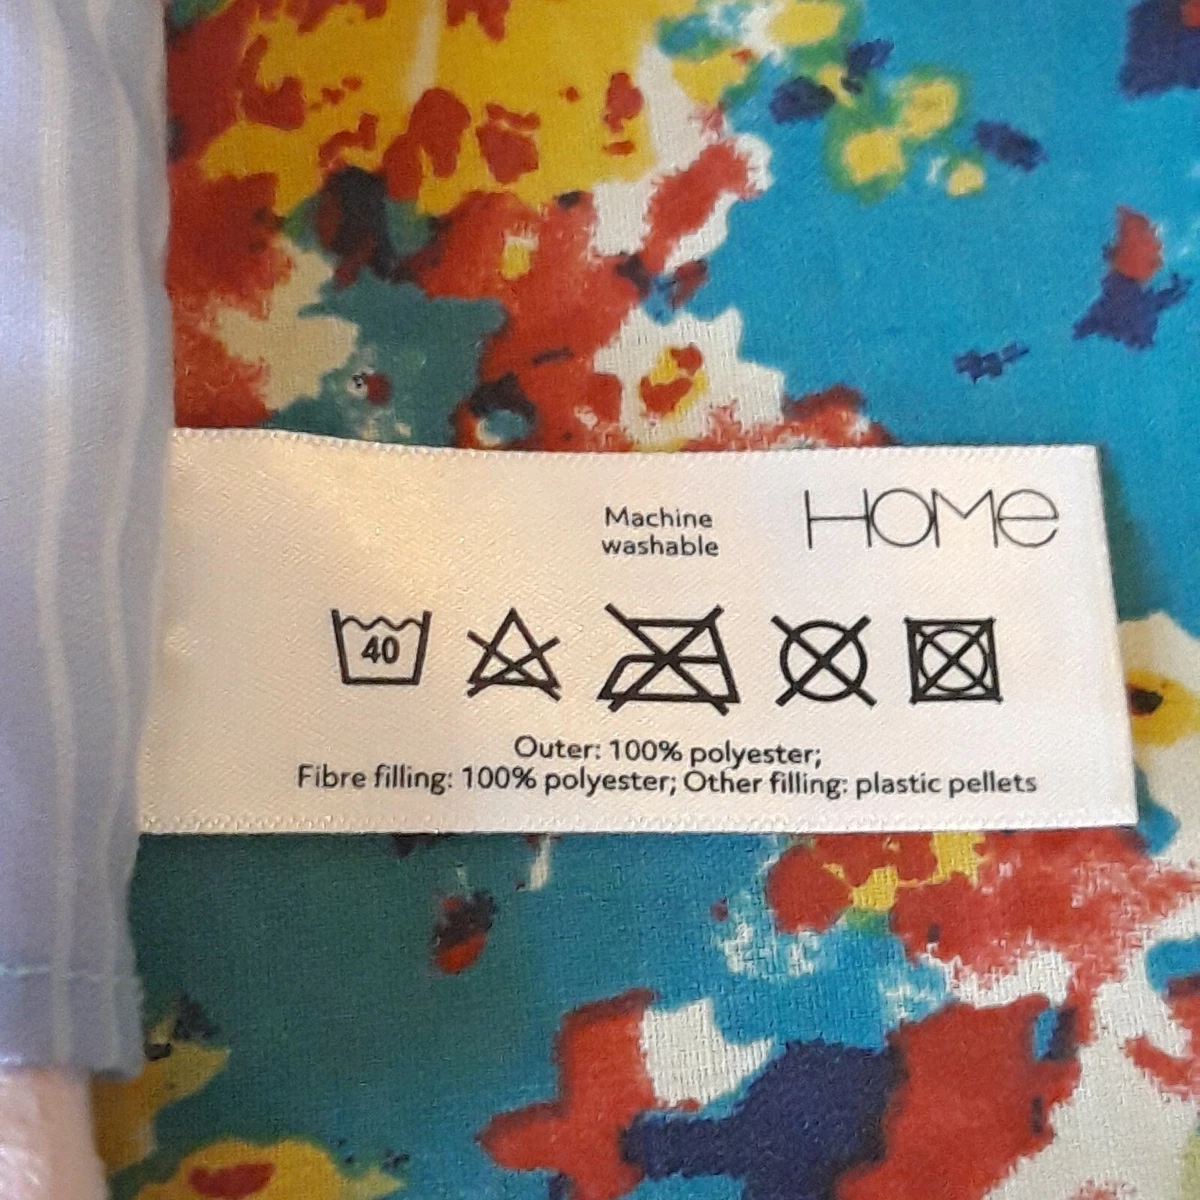 Machine
washable
HOMe
40
Outer: 100% polyester;
Fibre filling: 100% polyester; Other filling: plastic pellets